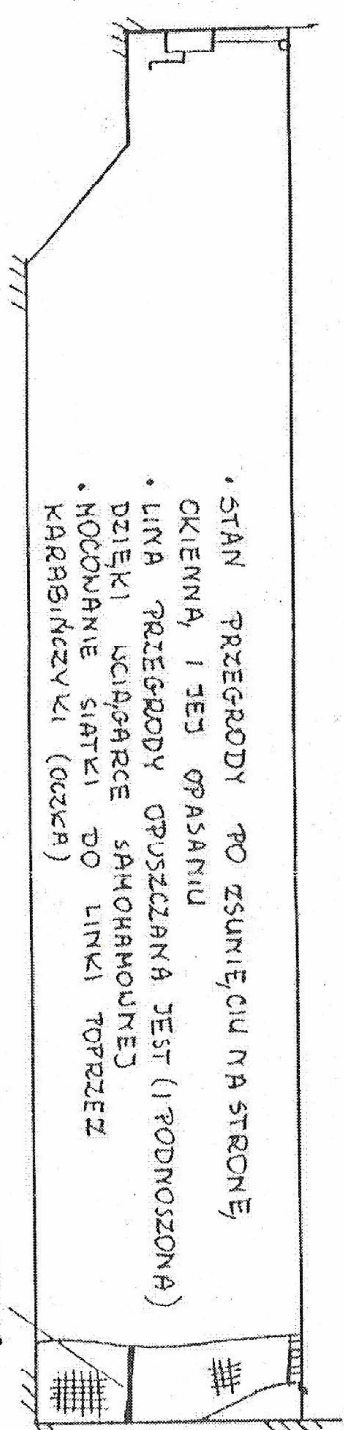 • STAN PRZEGRODY PO ZSUNIĘCIU NA STRONĘ
OKIENNĄ I JEJ OPASANIU
• LINA PRZEGRODY OPUSZCZANA JEST (I PODNOSZONA)
DZIĘKI WCIĄGARCE SAMOHAMOWNEJ
• MOCOWANIE SIATKI DO LINKI POPRZEZ
KARABIŃCZYKI (OCZKA)